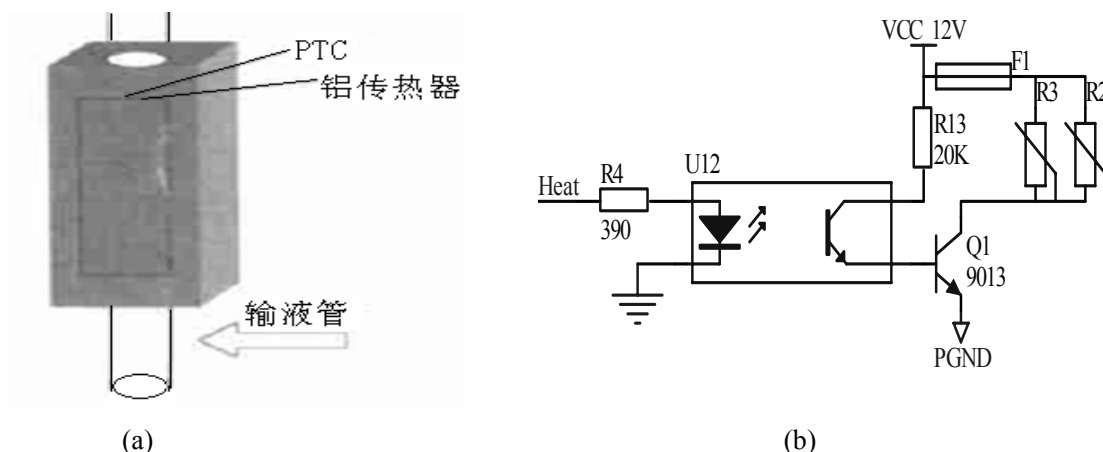 PTC
铝传热器
输液管
(a)
VCC 12V
F1
R3
R2
R13
20K
U12
Heat
R4
390
Q1
9013
PGND
(b)